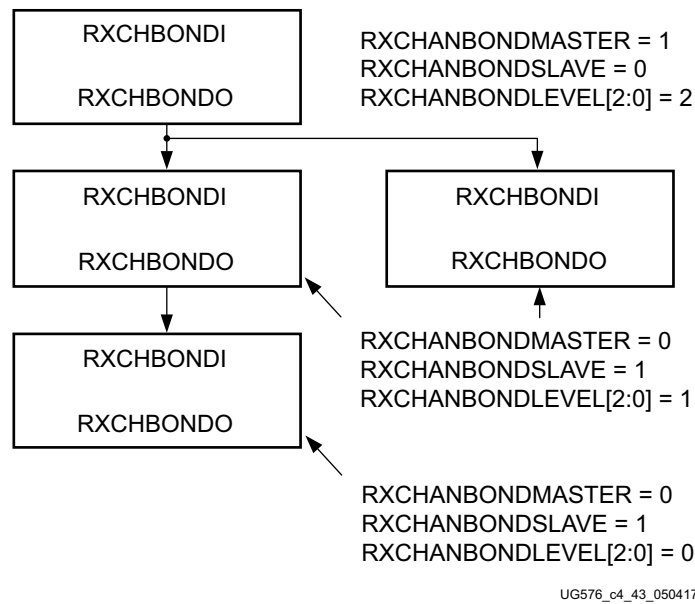 RXCHBONDI
RXCHBONDO
RXCHANBONDMASTER = 1
RXCHANBONDSLAVE = 0
RXCHANBONDLEVEL[2:0] = 2
RXCHBONDI
RXCHBONDO
RXCHBONDI
RXCHBONDO
RXCHANBONDMASTER = 0
RXCHANBONDSLAVE = 1
RXCHANBONDLEVEL[2:0] = 1
RXCHBONDI
RXCHBONDO
RXCHANBONDMASTER = 0
RXCHANBONDSLAVE = 1
RXCHANBONDLEVEL[2:0] = 0
UG576_c4_43_050417